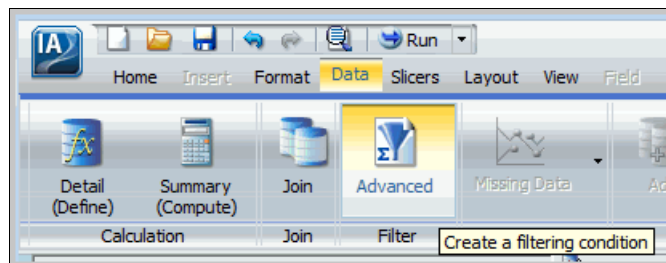 IA
Run
Home Insert Format Data Slicers Layout View Field
fx
Σ
Detail
(Define)
Summary
(Compute)
Join
Advanced
Missing Data
Calculation Join Filter
Create a filtering condition